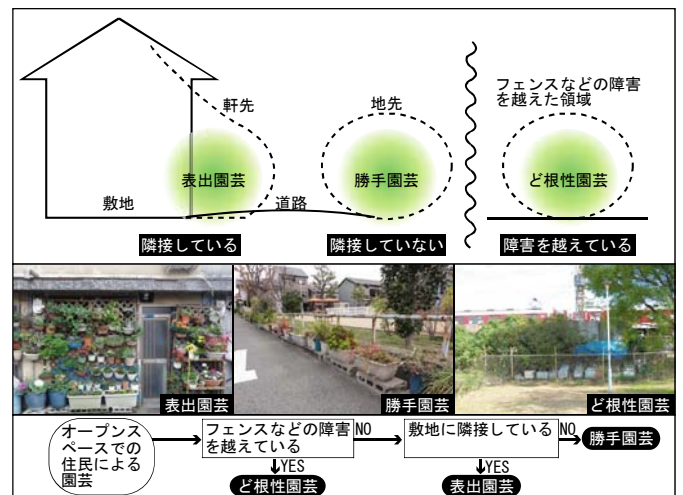 フェンスなどの障害
を越えた領域
軒先
地先
表出園芸
勝手園芸
ど根性園芸
敷地
道路
隣接している
隣接していない
障害を越えている
表出園芸
勝手園芸
ど根性園芸
オープンス
ペースでの
住民による
園芸
フェンスなどの障害
を越えている
NO
敷地に隣接している
NO
勝手園芸
YES
YES
ど根性園芸
表出園芸